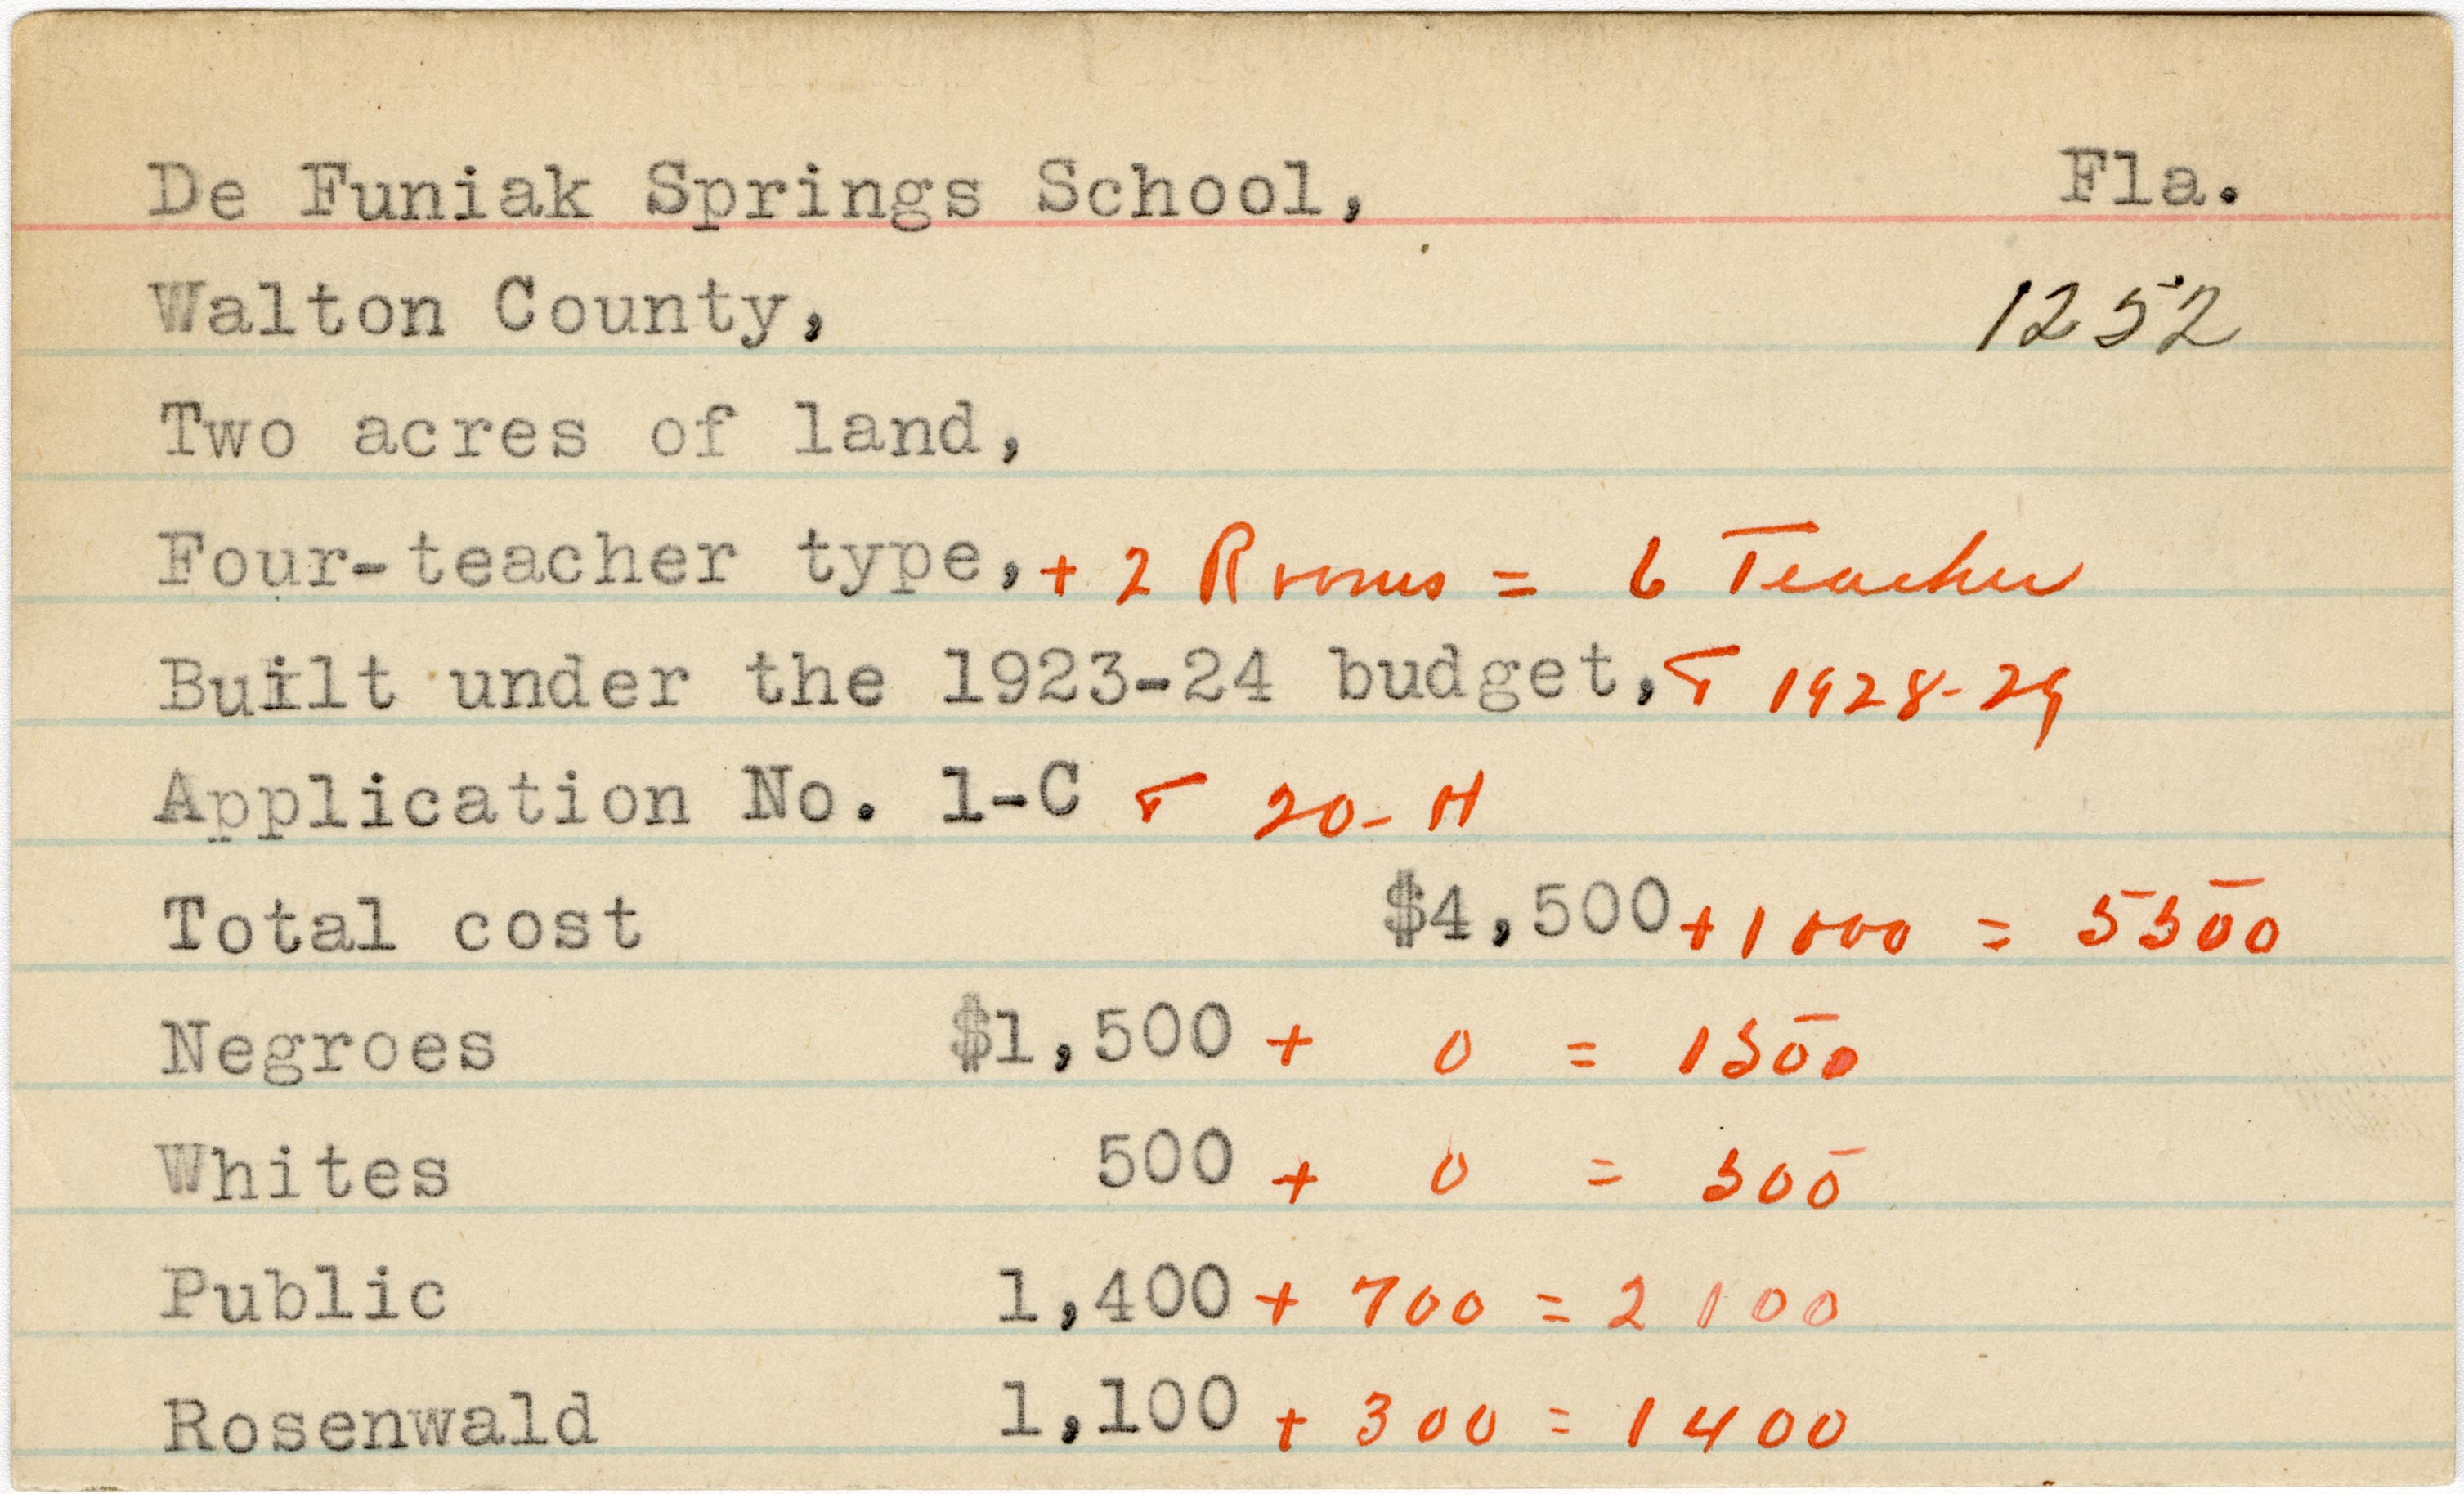 De Funiak Springs School, Fla.
Walton County, 1252
Two acres of land,
Four-teacher type, + 2 Rooms = 6 Teacher
Built under the 1923-24 budget, & 1928-29
Application No. 1-C & 20-H
Total cost $4,500 + 1000 = 5500
Negroes $1,500 + 0 = 1500
Whites 500 + 0 = 500
Public 1,400 + 700 = 2100
Rosenwald 1,100 + 300 = 1400